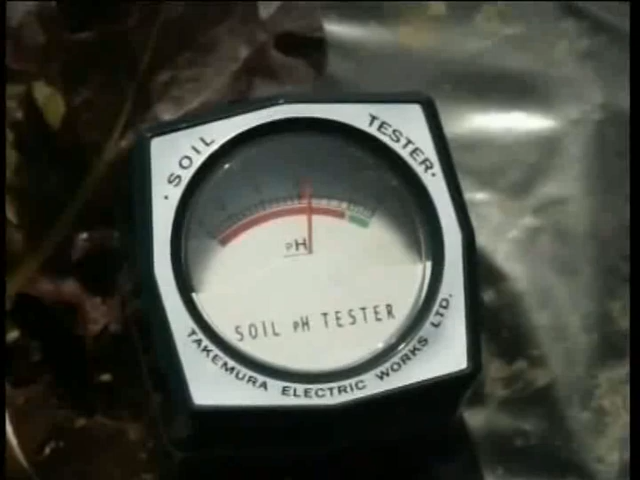 · SOIL TESTER ·
pH
SOIL pH TESTER
TAKEMURA ELECTRIC WORKS LTD.